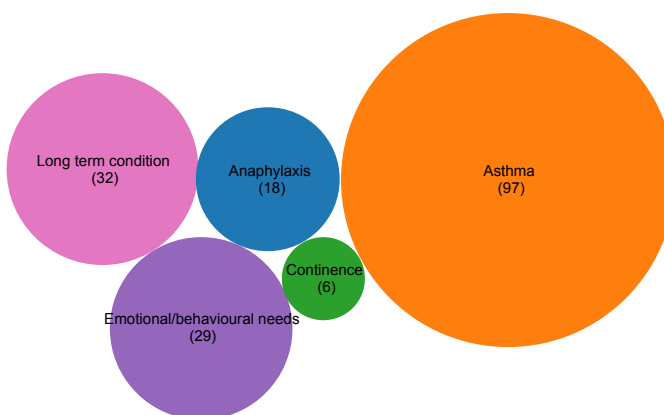 Long term condition
(32)
Anaphylaxis
(18)
Asthma
(97)
Continence
(6)
Emotional/behavioural needs
(29)